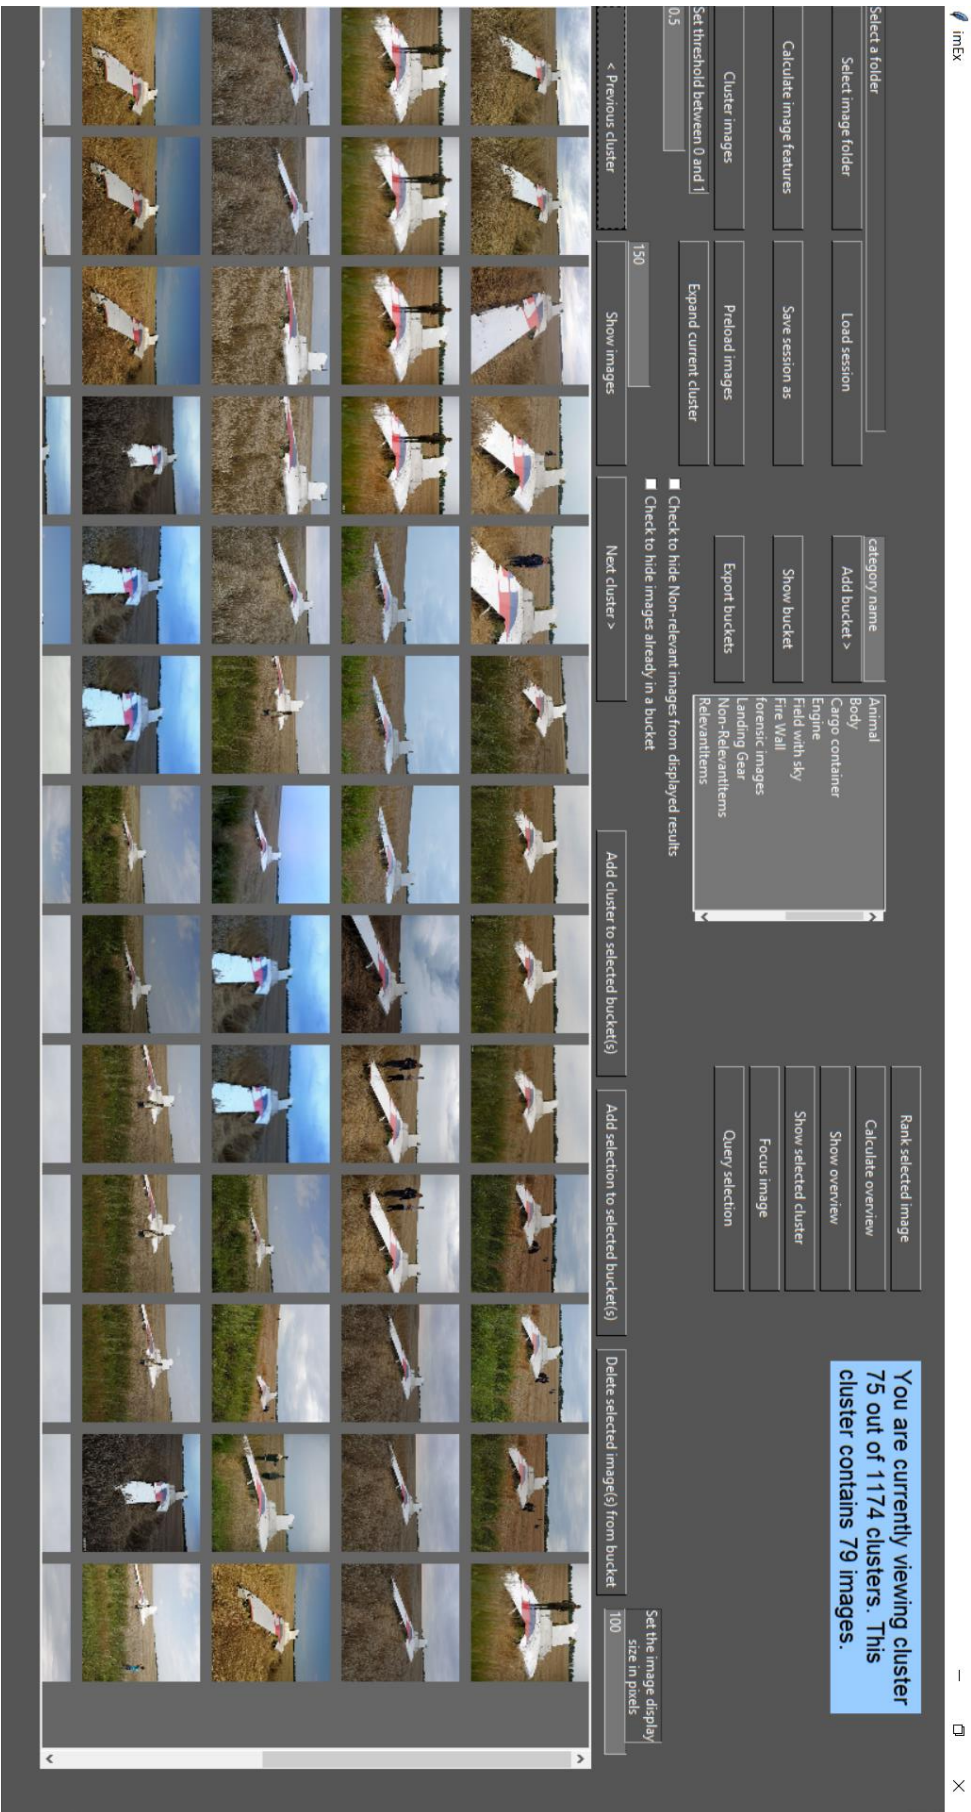 imEx
Select a folder
Select image folder
Load session
Calculate image features
Save session as
Cluster images
Preload images
Set threshold between 0 and 1
Expand current cluster
0.5
150
< Previous cluster
Show images
Next cluster >
Check to hide Non-relevant images from displayed results
Check to hide images already in a bucket
category name
Add bucket >
Show bucket
Export buckets
Animal
Body
Cargo container
Engine
Field with sky
Fire Wall
forensic images
Landing Gear
Non-RelevantItems
RelevantItems
Add cluster to selected bucket(s)
Add selection to selected bucket(s)
Delete selected image(s) from bucket
Rank selected image
Calculate overview
Show overview
Show selected cluster
Focus image
Query selection
You are currently viewing cluster
75 out of 1174 clusters. This
cluster contains 79 images.
Set the image display
size in pixels
100